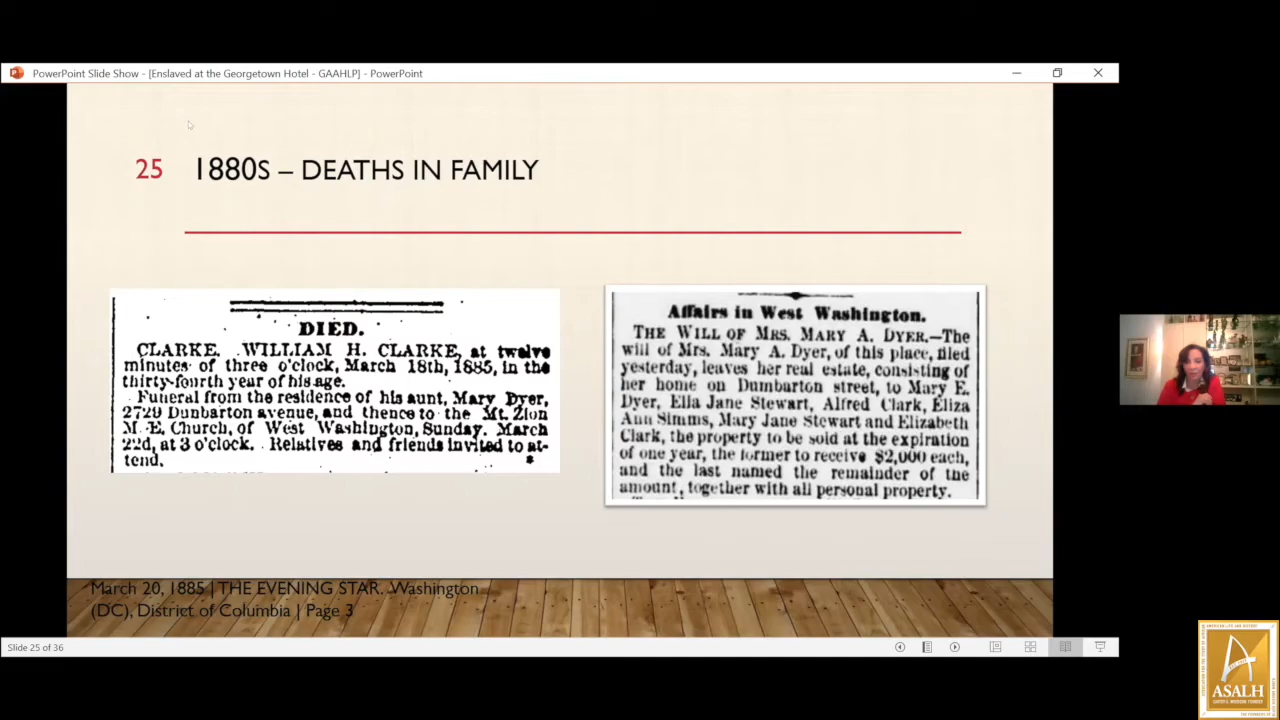 PowerPoint Slide Show - [Enslaved at the Georgetown Hotel - GAAHLP] - PowerPoint
25 1880S – DEATHS IN FAMILY
DIED.
CLARKE. WILLIAM H. CLARKE, at twelve
minutes of three o'clock, March 18th, 1885, in the
thirty-fourth year of his age.
Funeral from the residence of his aunt, Mary Dyer,
2729 Dunbarton avenue, and thence to the Mt. Zion
M. E. Church, of West Washington, Sunday. March
22d, at 3 o'clock. Relatives and friends invited to at-
tend. *
Affairs in West Washington.
THE WILL OF MRS. MARY A. DYER.—The
will of Mrs. Mary A. Dyer, of this place, filed
yesterday, leaves her real estate, consisting of
her home on Dumbarton street, to Mary E.
Dyer, Ella Jane Stewart, Alfred Clark, Eliza
Ann Simms, Mary Jane Stewart and Elizabeth
Clark, the property to be sold at the expiration
of one year, the former to receive $2,000 each,
and the last named the remainder of the
amount, together with all personal property.
March 20, 1885 | THE EVENING STAR. Washington
(DC), District of Columbia | Page 3
Slide 25 of 36
ASALH